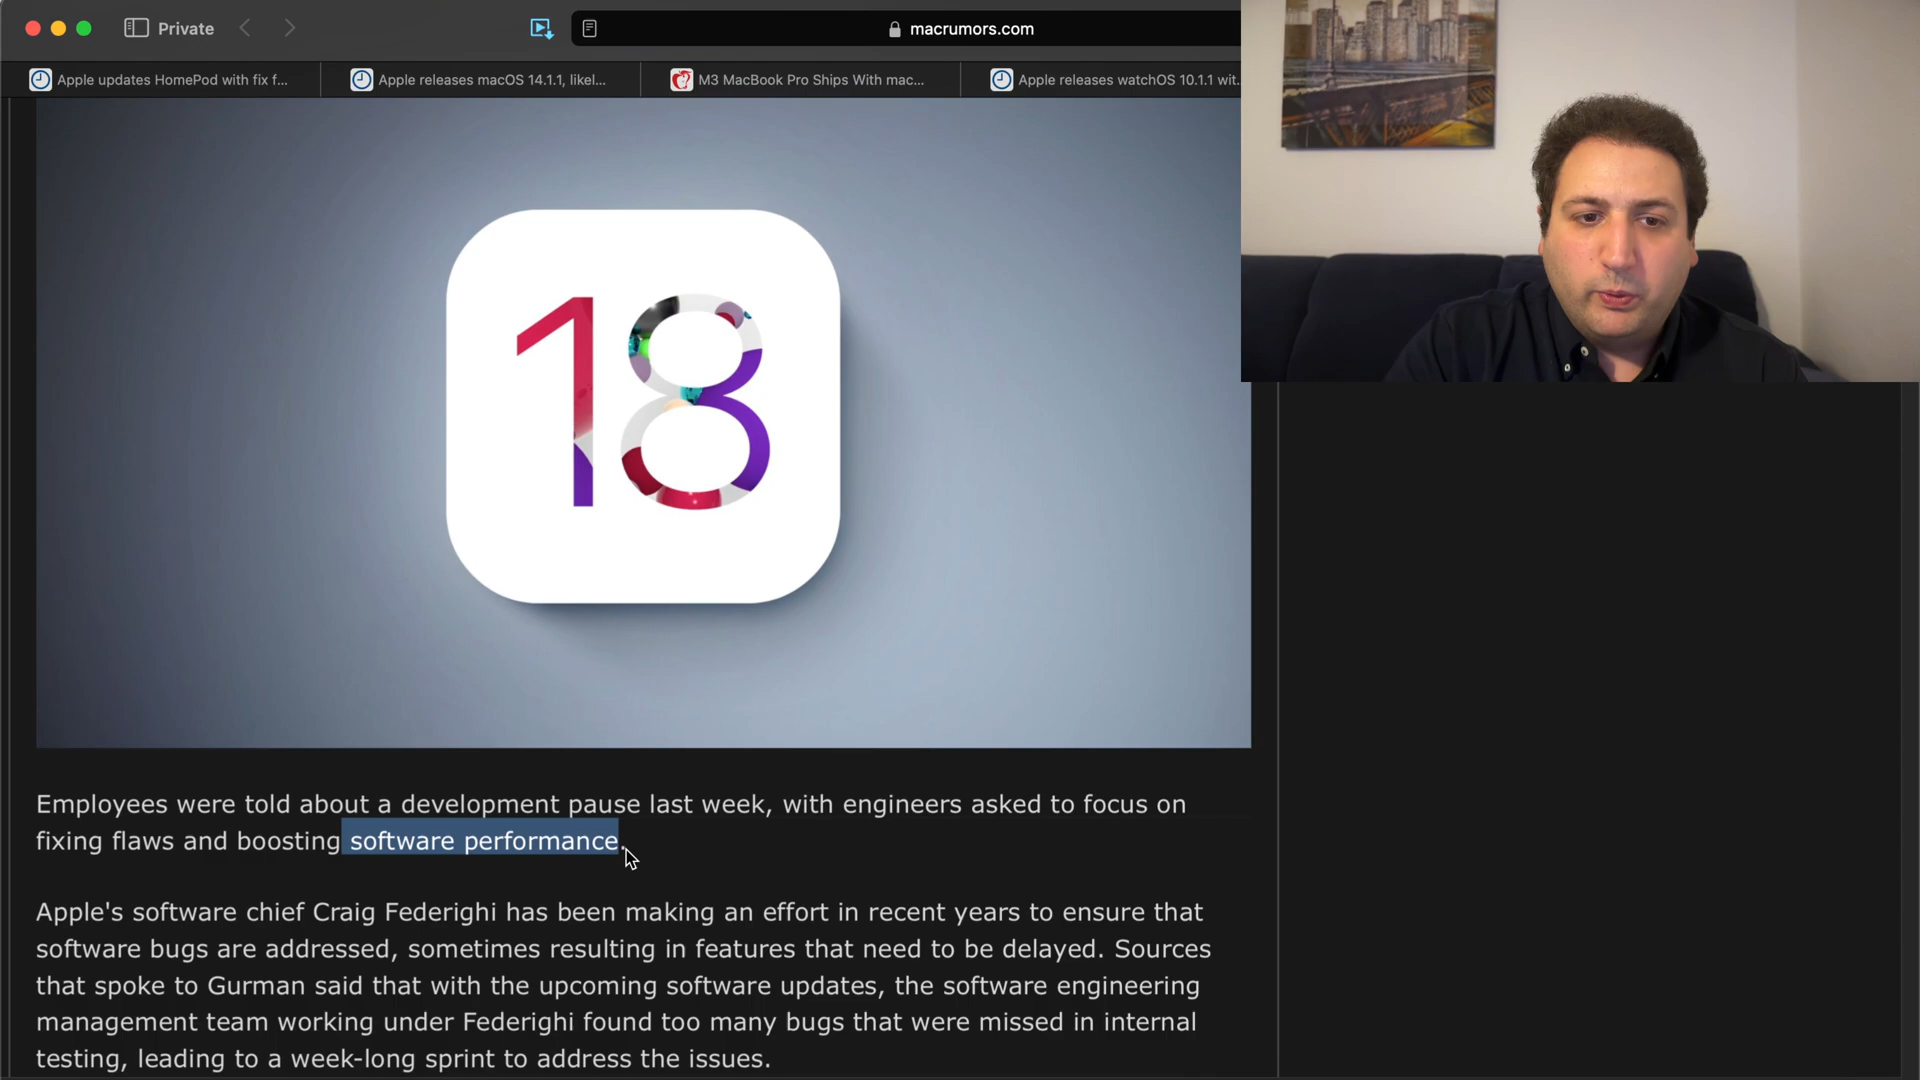 Private
macrumors.com
Apple updates HomePod with fix f...
Apple releases macOS 14.1.1, likel...
M3 MacBook Pro Ships With mac...
Apple releases watchOS 10.1.1 wit...
18
Employees were told about a development pause last week, with engineers asked to focus on
fixing flaws and boosting software performance.
Apple's software chief Craig Federighi has been making an effort in recent years to ensure that
software bugs are addressed, sometimes resulting in features that need to be delayed. Sources
that spoke to Gurman said that with the upcoming software updates, the software engineering
management team working under Federighi found too many bugs that were missed in internal
testing, leading to a week-long sprint to address the issues.